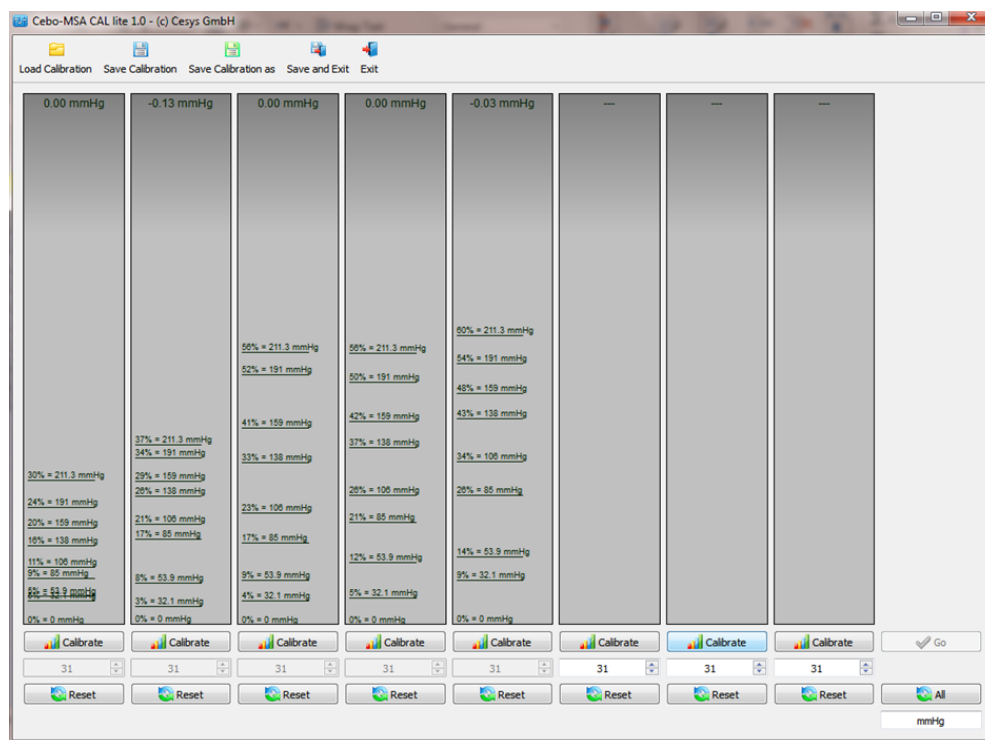 Cebo-MSA CAL lite 1.0 - (c) Cesys GmbH
Load Calibration Save Calibration Save Calibration as Save and Exit Exit
0.00 mmHg -0.13 mmHg 0.00 mmHg 0.00 mmHg -0.03 mmHg --- --- ---
30% = 211.3 mmHg
24% = 191 mmHg
20% = 159 mmHg
16% = 138 mmHg
11% = 106 mmHg
9% = 85 mmHg
5% = 53.9 mmHg
0% = 0 mmHg
37% = 211.3 mmHg
34% = 191 mmHg
29% = 159 mmHg
26% = 138 mmHg
21% = 106 mmHg
17% = 85 mmHg
8% = 53.9 mmHg
3% = 32.1 mmHg
0% = 0 mmHg
56% = 211.3 mmHg
52% = 191 mmHg
41% = 159 mmHg
33% = 138 mmHg
23% = 106 mmHg
17% = 85 mmHg
9% = 53.9 mmHg
4% = 32.1 mmHg
0% = 0 mmHg
56% = 211.3 mmHg
50% = 191 mmHg
42% = 159 mmHg
37% = 138 mmHg
26% = 106 mmHg
21% = 85 mmHg
12% = 53.9 mmHg
5% = 32.1 mmHg
0% = 0 mmHg
60% = 211.3 mmHg
54% = 191 mmHg
48% = 159 mmHg
43% = 138 mmHg
34% = 106 mmHg
26% = 85 mmHg
14% = 53.9 mmHg
9% = 32.1 mmHg
0% = 0 mmHg
Calibrate Calibrate Calibrate Calibrate Calibrate Calibrate Calibrate Calibrate Go
31 31 31 31 31 31 31 31
Reset Reset Reset Reset Reset Reset Reset Reset All
mmHg